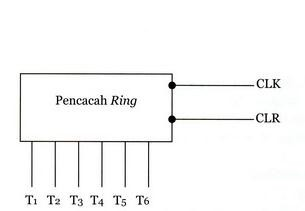 Pencacah Ring
CLK
CLR
T1 T2 T3 T4 T5 T6